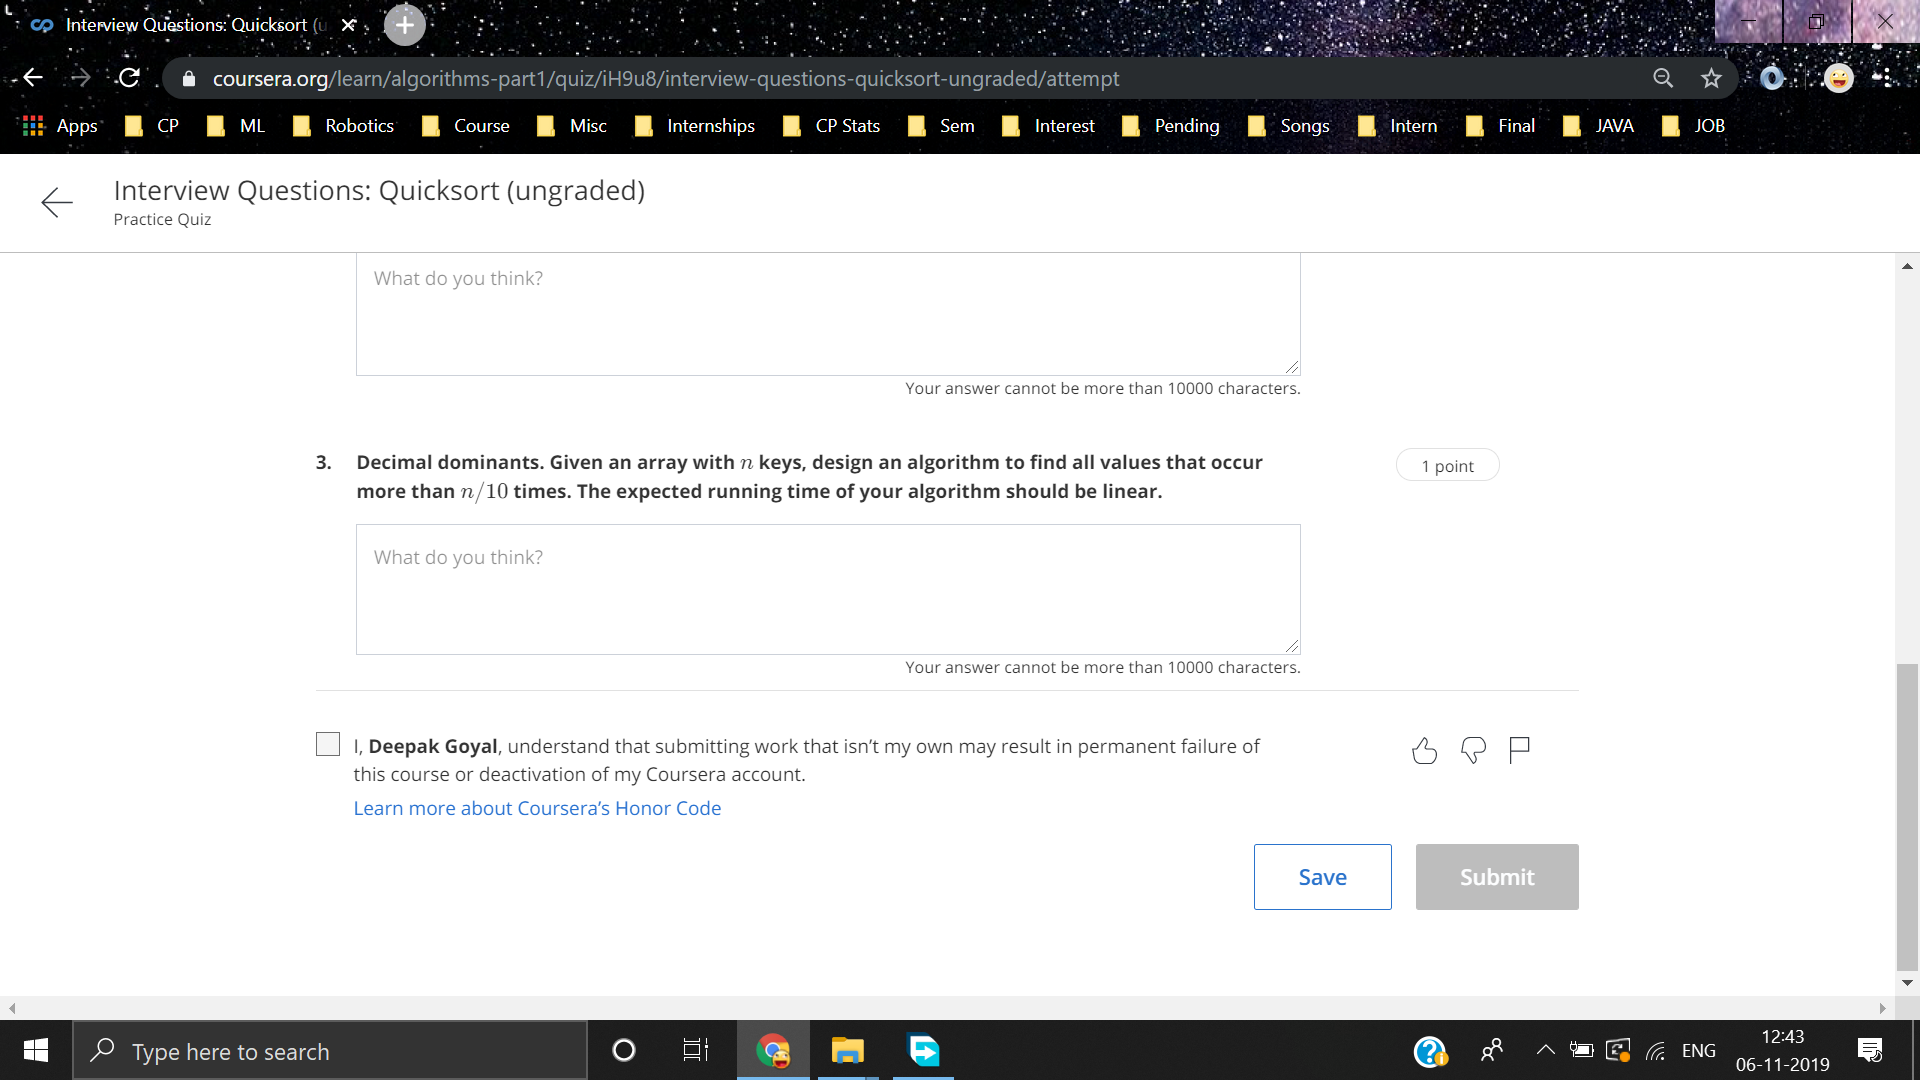 Interview Questions: Quicksort (u
coursera.org/learn/algorithms-part1/quiz/iH9u8/interview-questions-quicksort-ungraded/attempt
Apps CP ML Robotics Course Misc Internships CP Stats Sem Interest Pending Songs Intern Final JAVA JOB
Interview Questions: Quicksort (ungraded)
Practice Quiz
What do you think?
Your answer cannot be more than 10000 characters.
3. Decimal dominants. Given an array with n keys, design an algorithm to find all values that occur 1 point
more than n/10 times. The expected running time of your algorithm should be linear.
What do you think?
Your answer cannot be more than 10000 characters.
I, Deepak Goyal, understand that submitting work that isn't my own may result in permanent failure of
this course or deactivation of my Coursera account.
Learn more about Coursera's Honor Code
Save Submit
Type here to search
ENG
12:43
06-11-2019